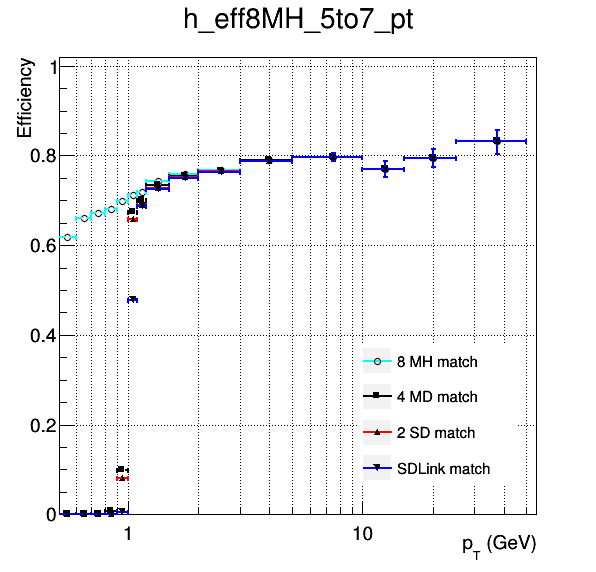 h_eff8MH_5to7_pt
Efficiency
1
0.8
0.6
0.4
0.2
0
8 MH match
4 MD match
2 SD match
SDLink match
1
10
p_T (GeV)